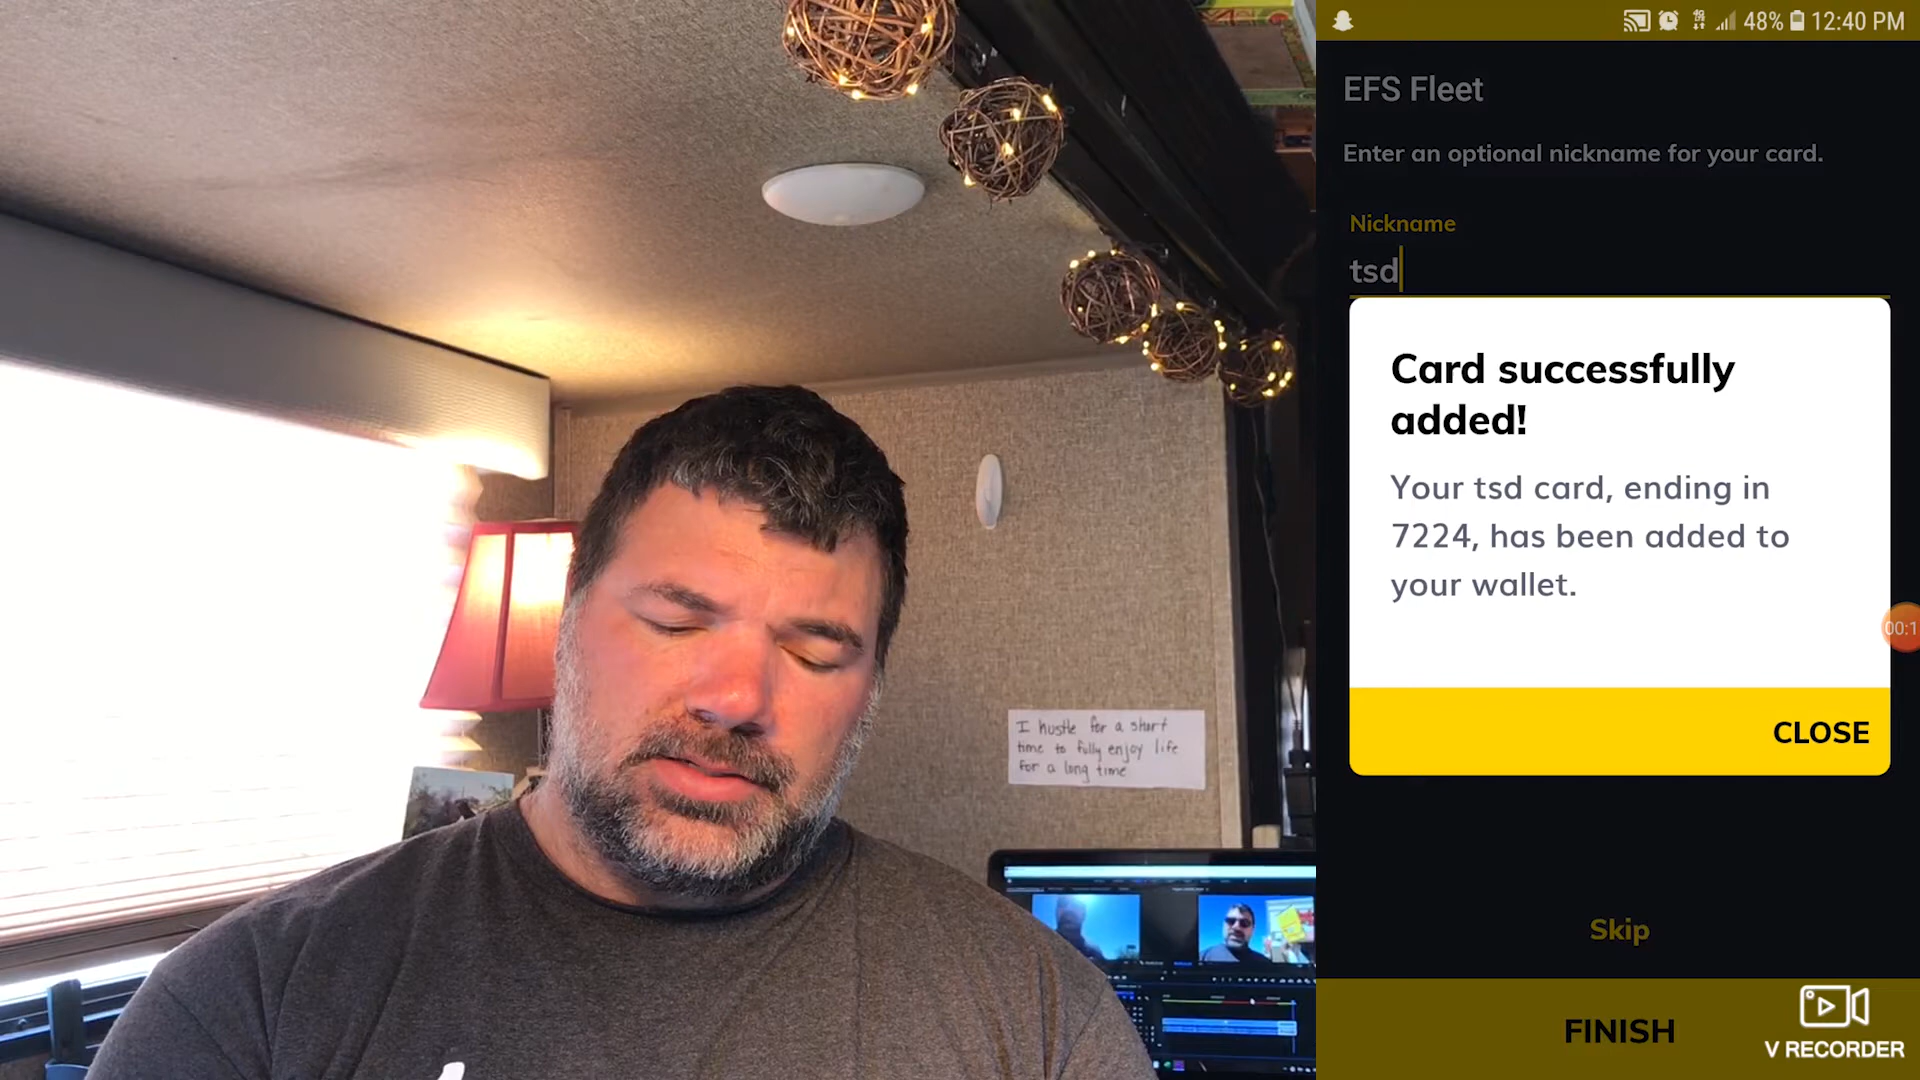 48% 12:40 PM
EFS Fleet
Enter an optional nickname for your card.
Nickname
tsd
Card successfully
added!
Your tsd card, ending in
7224, has been added to
your wallet.
CLOSE
00:1
Skip
FINISH
V RECORDER
I hustle for a short
time to fully enjoy life
for a long time